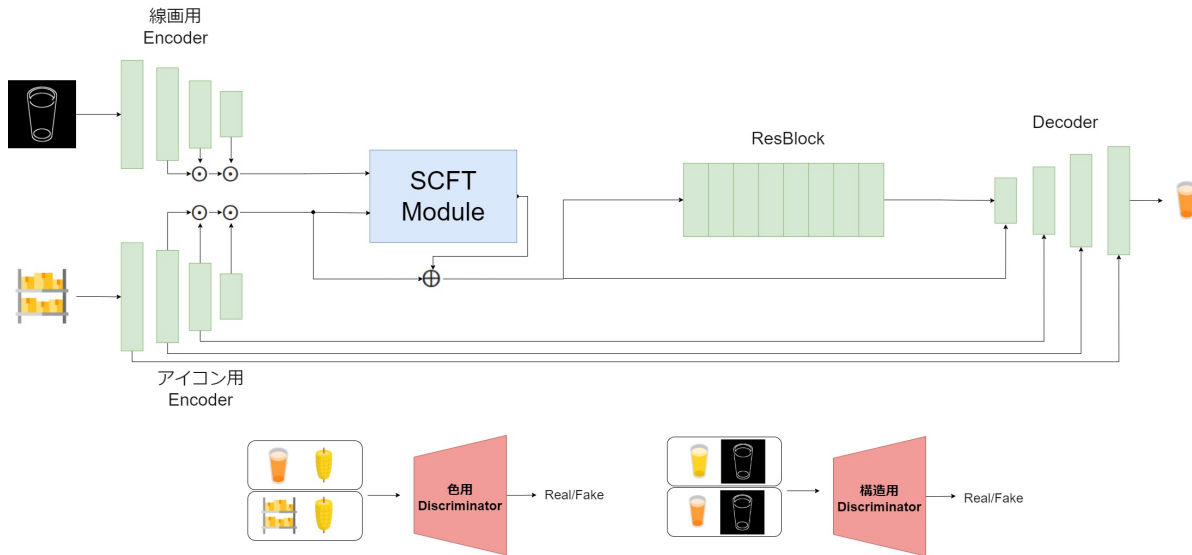 線画用
Encoder
SCFT
Module
ResBlock
Decoder
アイコン用
Encoder
色用
Discriminator
Real/Fake
構造用
Discriminator
Real/Fake